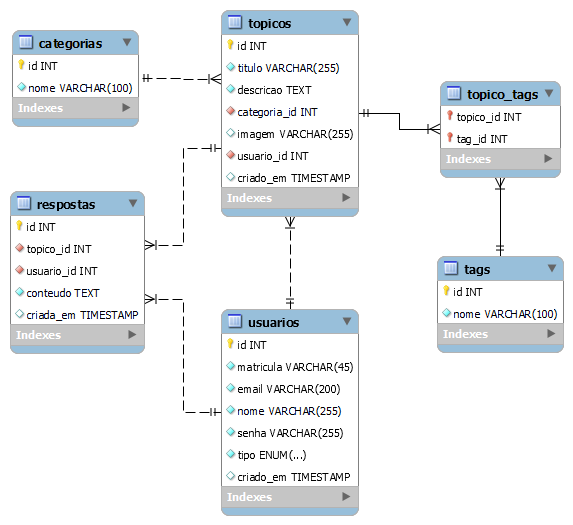 categorias
id INT
nome VARCHAR(100)
Indexes
topicos
id INT
titulo VARCHAR(255)
descricao TEXT
categoria_id INT
imagem VARCHAR(255)
usuario_id INT
criado_em TIMESTAMP
Indexes
topico_tags
topico_id INT
tag_id INT
Indexes
respostas
id INT
topico_id INT
usuario_id INT
conteudo TEXT
criada_em TIMESTAMP
Indexes
tags
id INT
nome VARCHAR(100)
Indexes
usuarios
id INT
matricula VARCHAR(45)
email VARCHAR(200)
nome VARCHAR(255)
senha VARCHAR(255)
tipo ENUM(...)
criado_em TIMESTAMP
Indexes